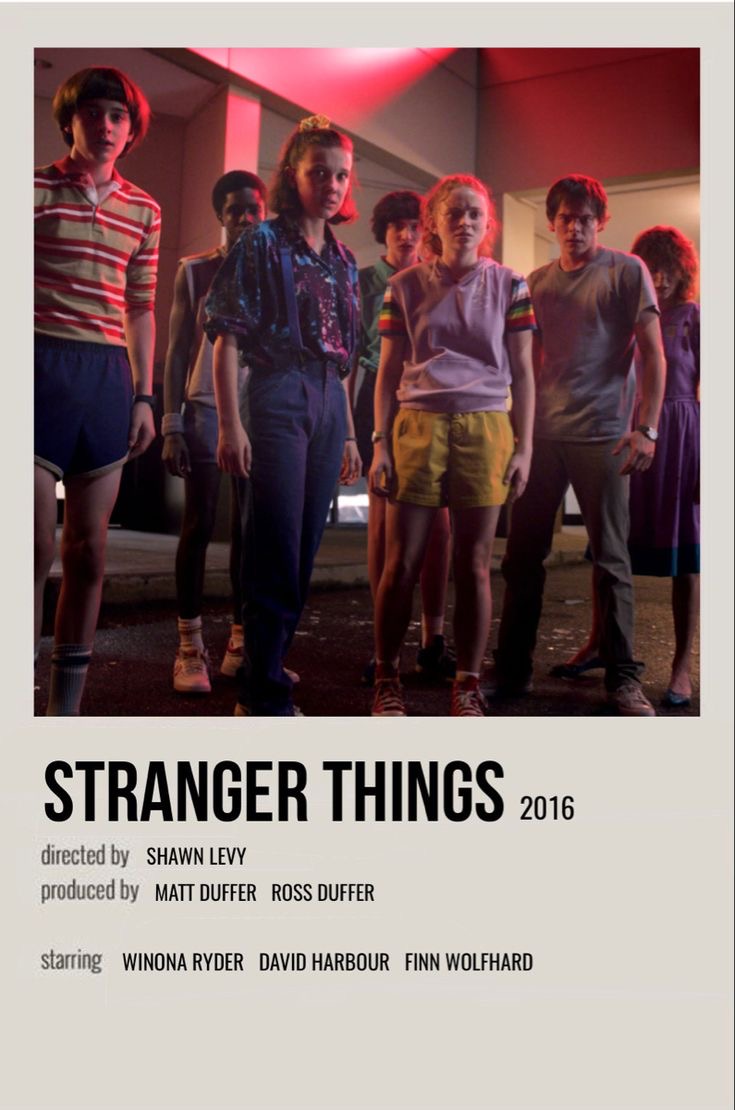 STRANGER THINGS 2016
directed by SHAWN LEVY
produced by MATT DUFFER ROSS DUFFER
starring WINONA RYDER DAVID HARBOUR FINN WOLFHARD